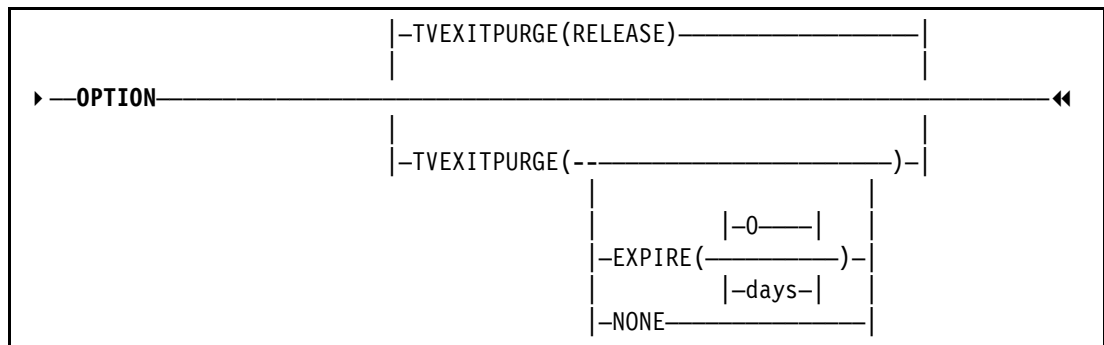 TVEXITPURGE(RELEASE)
OPTION
TVEXITPURGE(-- )
0
EXPIRE( )
days
NONE